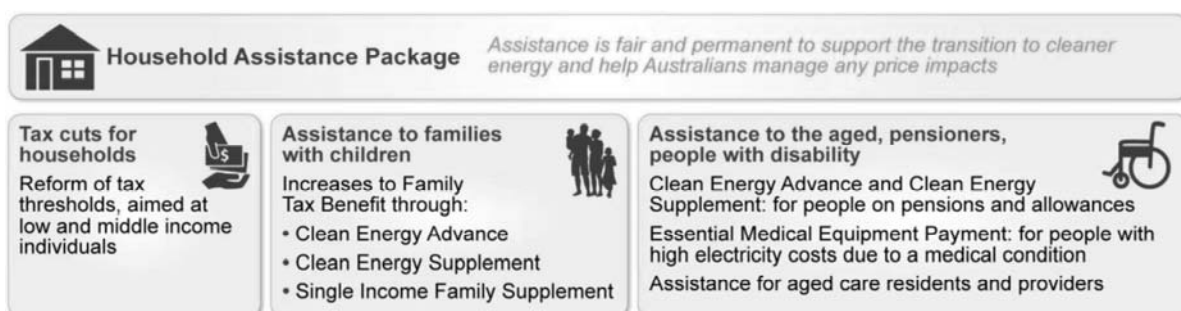 Household Assistance Package
Assistance is fair and permanent to support the transition to cleaner
energy and help Australians manage any price impacts
Tax cuts for
households
$
Reform of tax
thresholds, aimed at
low and middle income
individuals
Assistance to families
with children
Increases to Family
Tax Benefit through:
• Clean Energy Advance
• Clean Energy Supplement
• Single Income Family Supplement
Assistance to the aged, pensioners,
people with disability
Clean Energy Advance and Clean Energy
Supplement: for people on pensions and allowances
Essential Medical Equipment Payment: for people with
high electricity costs due to a medical condition
Assistance for aged care residents and providers